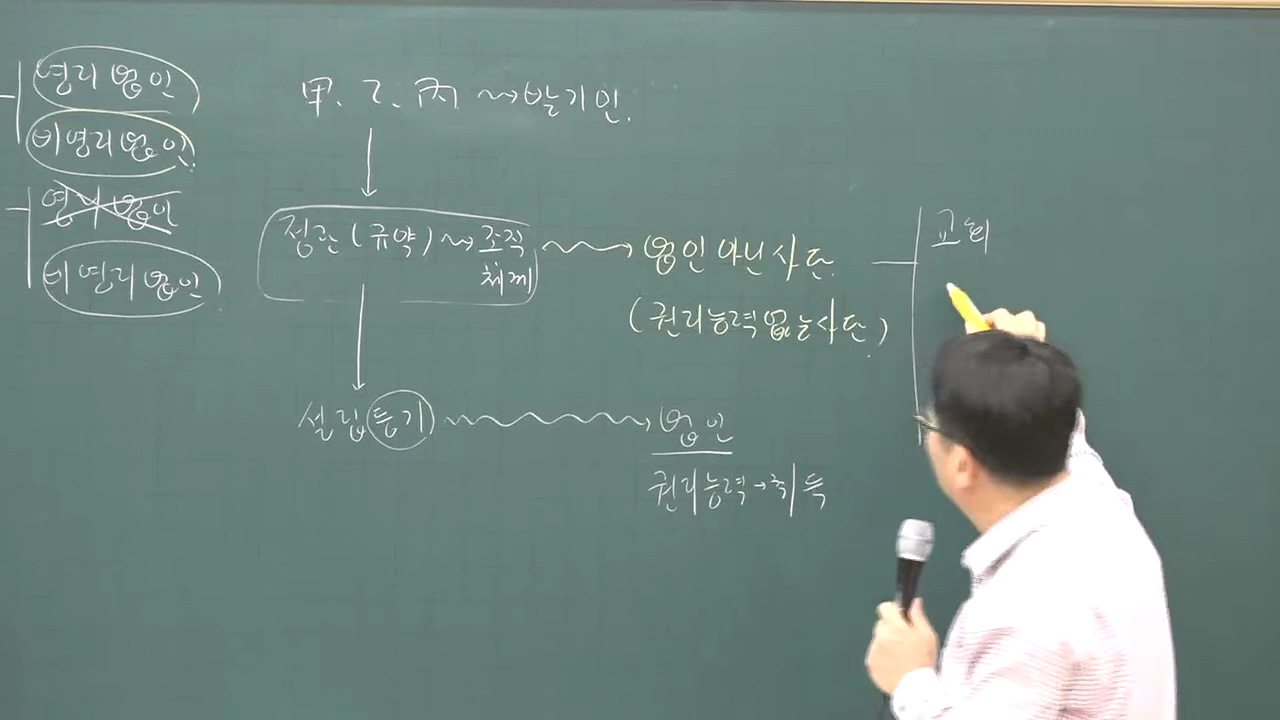 영리법인
비영리법인
영리법인
비영리법인
甲. 乙. 丙 → 발기인.
정관(규약) → 조직
체계
→ 법인 아닌 사단
(권리능력 없는 사단)
교회
설립등기 → 법인
권리능력 → 취득